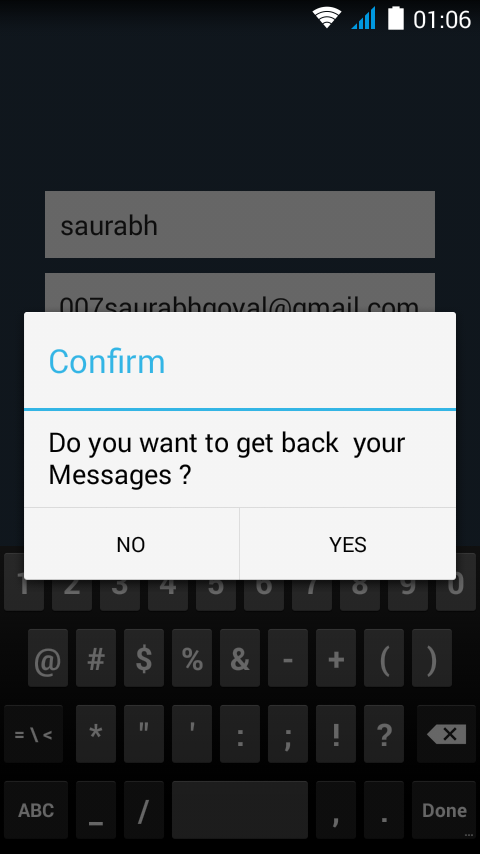 01:06
saurabh
007saurabhgoyal@gmail.com
Confirm
Do you want to get back  your
Messages ?
NO YES
1 2 3 4 5 6 7 8 9 0
@ # $ % & - + ( )
= \ < * " ' : ; ! ?
ABC _ / , . Done
...